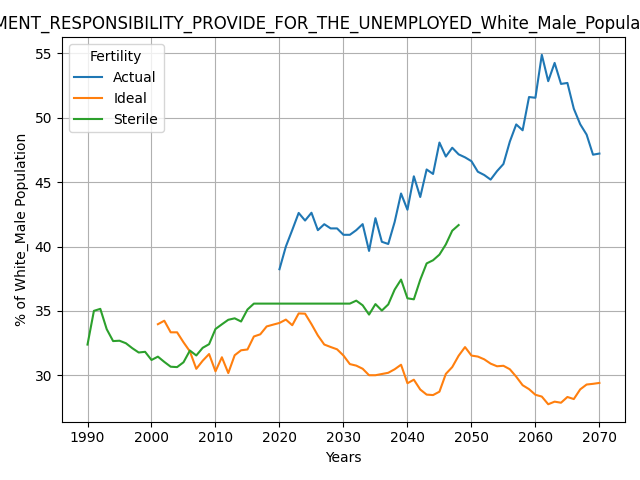 MENT_RESPONSIBILITY_PROVIDE_FOR_THE_UNEMPLOYED_White_Male_Popula
Fertility
Actual
Ideal
Sterile
55
50
45
40
35
30
% of White_Male Population
1990 2000 2010 2020 2030 2040 2050 2060 2070
Years